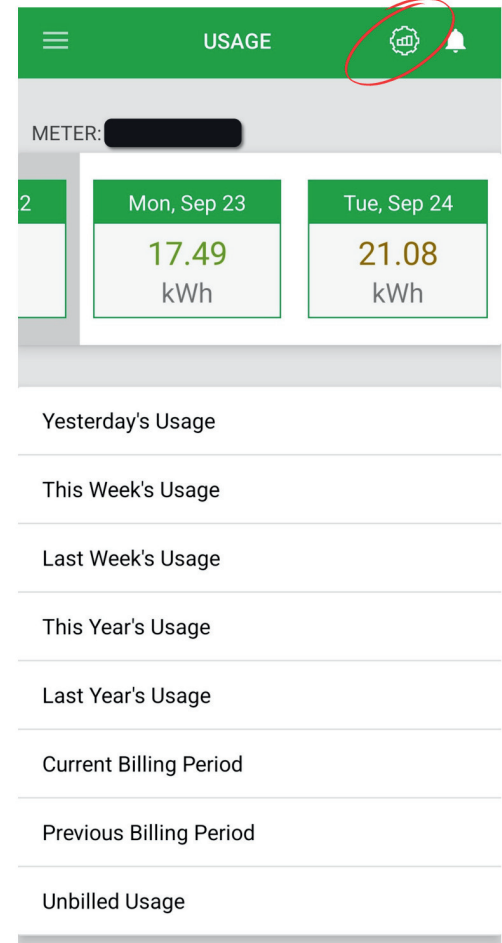 USAGE
METER:
2
Mon, Sep 23
Tue, Sep 24
17.49
21.08
kWh
kWh
Yesterday's Usage
This Week's Usage
Last Week's Usage
This Year's Usage
Last Year's Usage
Current Billing Period
Previous Billing Period
Unbilled Usage